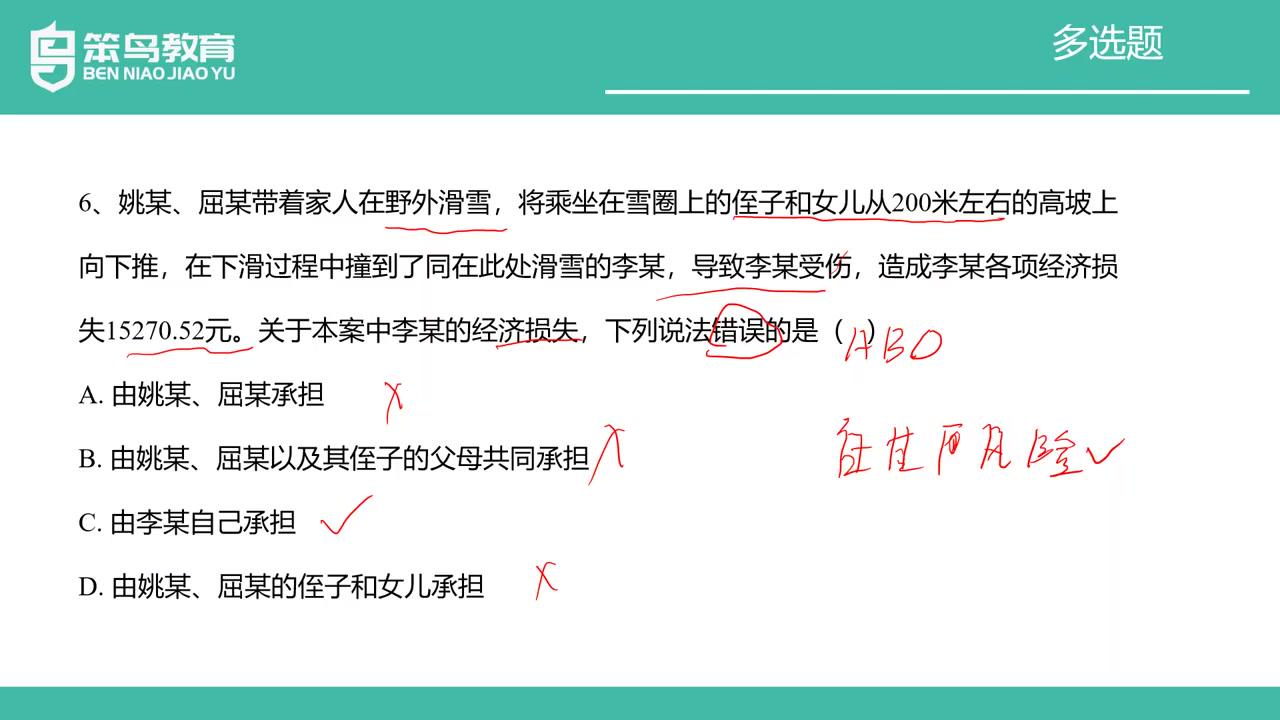 笨鸟教育
BEN NIAO JIAO YU
多选题
6、姚某、屈某带着家人在野外滑雪，将乘坐在雪圈上的侄子和女儿从200米左右的高坡上
向下推，在下滑过程中撞到了同在此处滑雪的李某，导致李某受伤，造成李某各项经济损
失15270.52元。关于本案中李某的经济损失，下列说法错误的是（ ）
ABD
A. 由姚某、屈某承担
B. 由姚某、屈某以及其侄子的父母共同承担
风险
C. 由李某自己承担
D. 由姚某、屈某的侄子和女儿承担